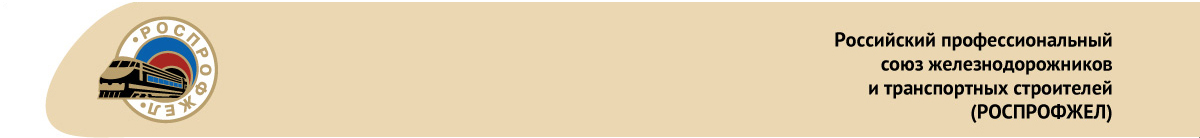 • РОСПРОФЖЕЛ •
Российский профессиональный
союз железнодорожников
и транспортных строителей
(РОСПРОФЖЕЛ)